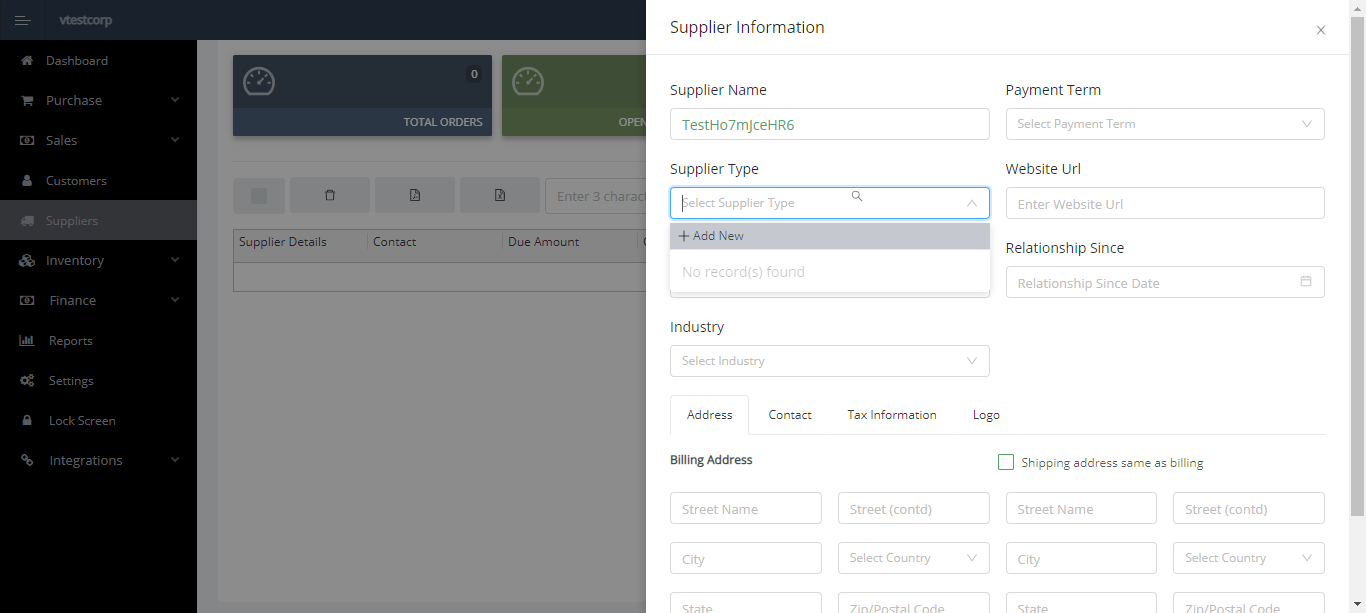 vtestcorp
Dashboard
Purchase
Sales
Customers
Suppliers
Inventory
Finance
Reports
Settings
Lock Screen
Integrations
0
TOTAL ORDERS
OPEN
Enter 3 charac
Supplier Details
Contact
Due Amount
Supplier Information
Supplier Name
Payment Term
TestHo7mJceHR6
Select Payment Term
Supplier Type
Website Url
Select Supplier Type
Enter Website Url
+ Add New
No record(s) found
Relationship Since
Relationship Since Date
Industry
Select Industry
Address
Contact
Tax Information
Logo
Billing Address
Shipping address same as billing
Street Name
Street (contd)
Street Name
Street (contd)
City
Select Country
City
Select Country
State
Zip/Postal Code
State
Zip/Postal Code